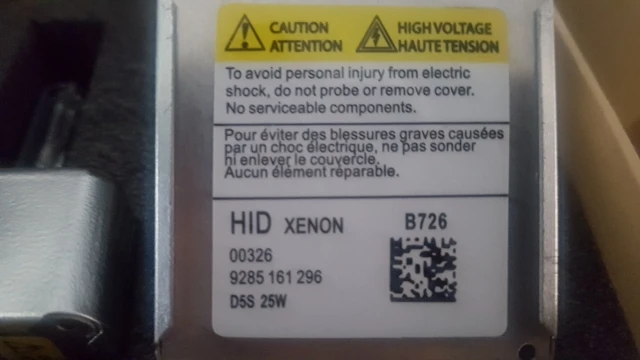 CAUTION
ATTENTION
HIGH VOLTAGE
HAUTE TENSION
To avoid personal injury from electric
shock, do not probe or remove cover.
No serviceable components.
Pour éviter des blessures graves causées
par un choc électrique, ne pas sonder
ni enlever le couvercle.
Aucun élément réparable.
HID XENON
B726
00326
9285 161 296
D5S 25W